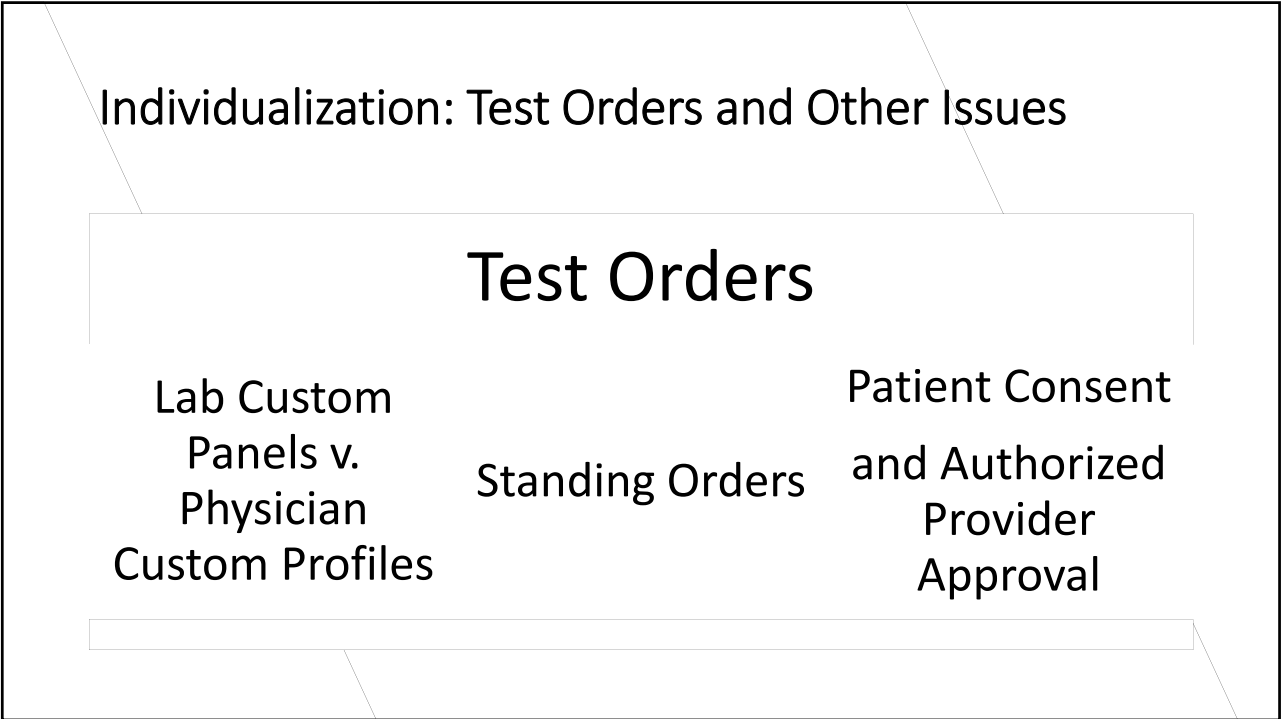 Individualization: Test Orders and Other Issues
Test Orders
Lab Custom
Panels v.
Physician
Custom Profiles
Standing Orders
Patient Consent
and Authorized
Provider
Approval